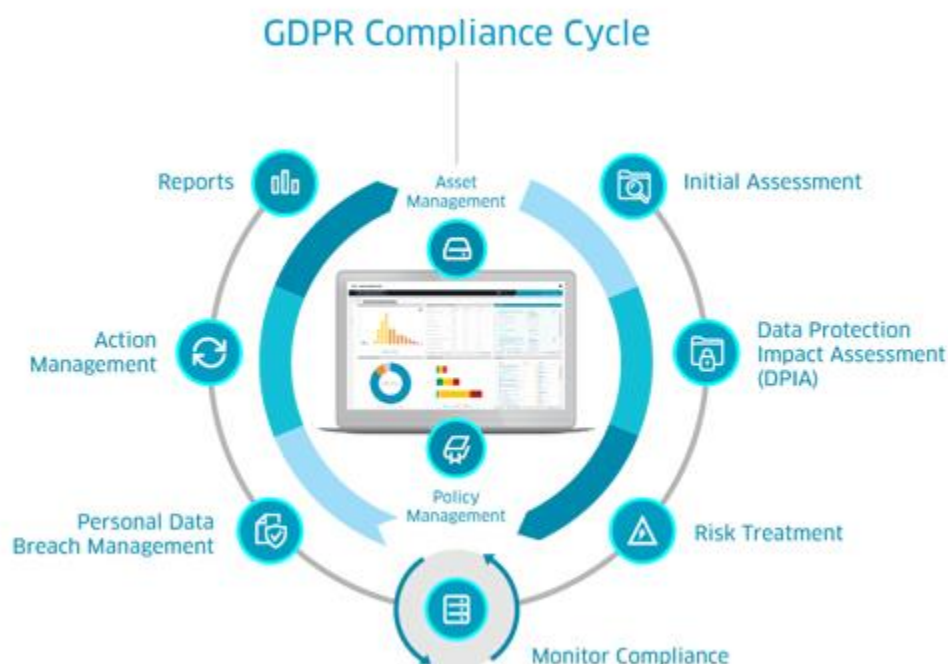 GDPR Compliance Cycle
Reports
Asset
Management
Initial Assessment
Action
Management
Data Protection
Impact Assessment
(DPIA)
Policy
Management
Personal Data
Breach Management
Risk Treatment
Monitor Compliance